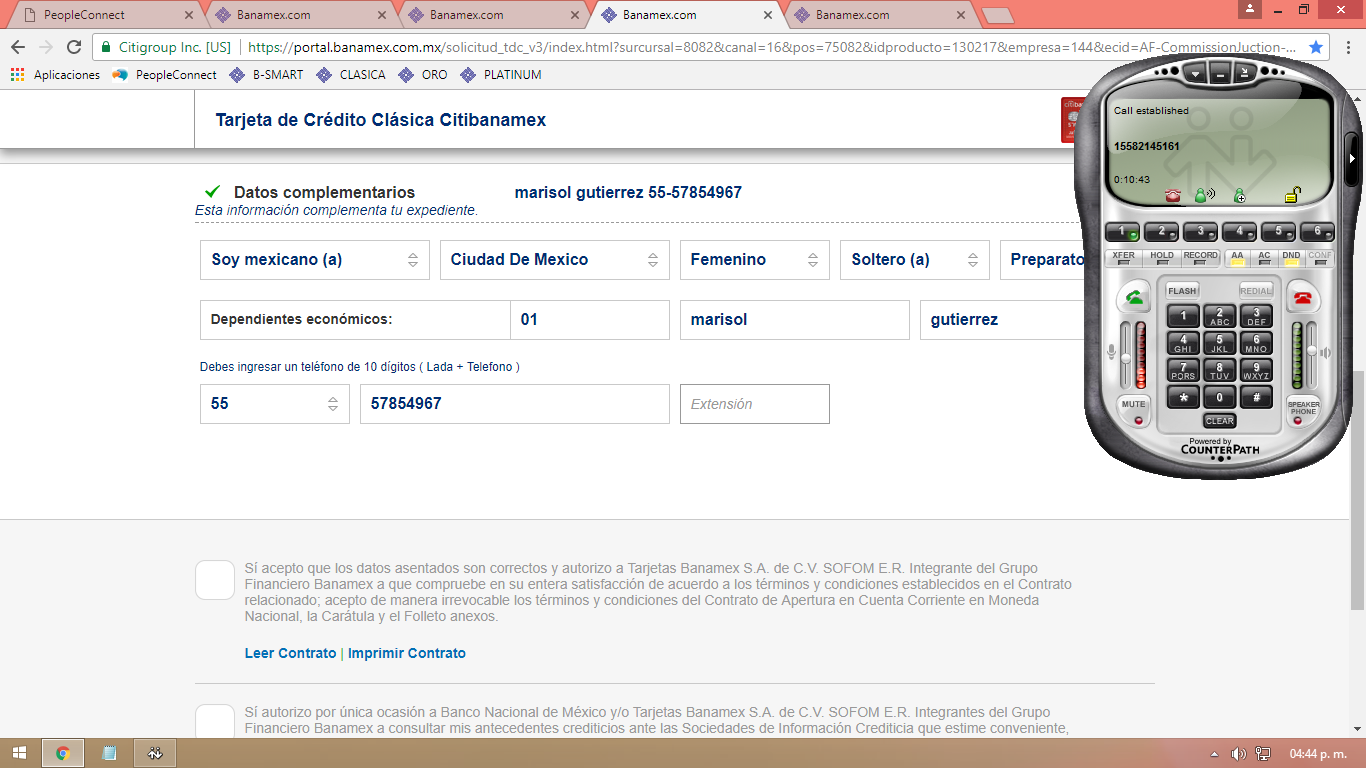 PeopleConnect
Banamex.com
Banamex.com
Banamex.com
Banamex.com
Citigroup Inc. [US] https://portal.banamex.com.mx/solicitud_tdc_v3/index.html?surcursal=8082&canal=16&pos=75082&idproducto=130217&empresa=144&ecid=AF-CommissionJuction-...
Aplicaciones PeopleConnect B-SMART CLASICA ORO PLATINUM
Tarjeta de Crédito Clásica Citibanamex
Datos complementarios marisol gutierrez 55-57854967
Esta información complementa tu expediente.
Soy mexicano (a) Ciudad De Mexico Femenino Soltero (a) Preparato
Dependientes económicos: 01 marisol gutierrez
Debes ingresar un teléfono de 10 dígitos ( Lada + Telefono )
55 57854967 Extensión
Call established
15582145161
0:10:43
1 2 3 4 5 6
XFER HOLD RECORD AA AC DND CONF
FLASH REDIAL
1 2 ABC 3 DEF
4 GHI 5 JKL 6 MNO
7 PQRS 8 TUV 9 WXYZ
* 0 #
MUTE CLEAR SPEAKER PHONE
Powered by
COUNTERPATH
Sí acepto que los datos asentados son correctos y autorizo a Tarjetas Banamex S.A. de C.V. SOFOM E.R. Integrante del Grupo
Financiero Banamex a que compruebe en su entera satisfacción de acuerdo a los términos y condiciones establecidos en el Contrato
relacionado; acepto de manera irrevocable los términos y condiciones del Contrato de Apertura en Cuenta Corriente en Moneda
Nacional, la Carátula y el Folleto anexos.
Leer Contrato | Imprimir Contrato
Sí autorizo por única ocasión a Banco Nacional de México y/o Tarjetas Banamex S.A. de C.V. SOFOM E.R. Integrantes del Grupo
Financiero Banamex a consultar mis antecedentes crediticios ante las Sociedades de Información Crediticia que estime conveniente,
04:44 p. m.